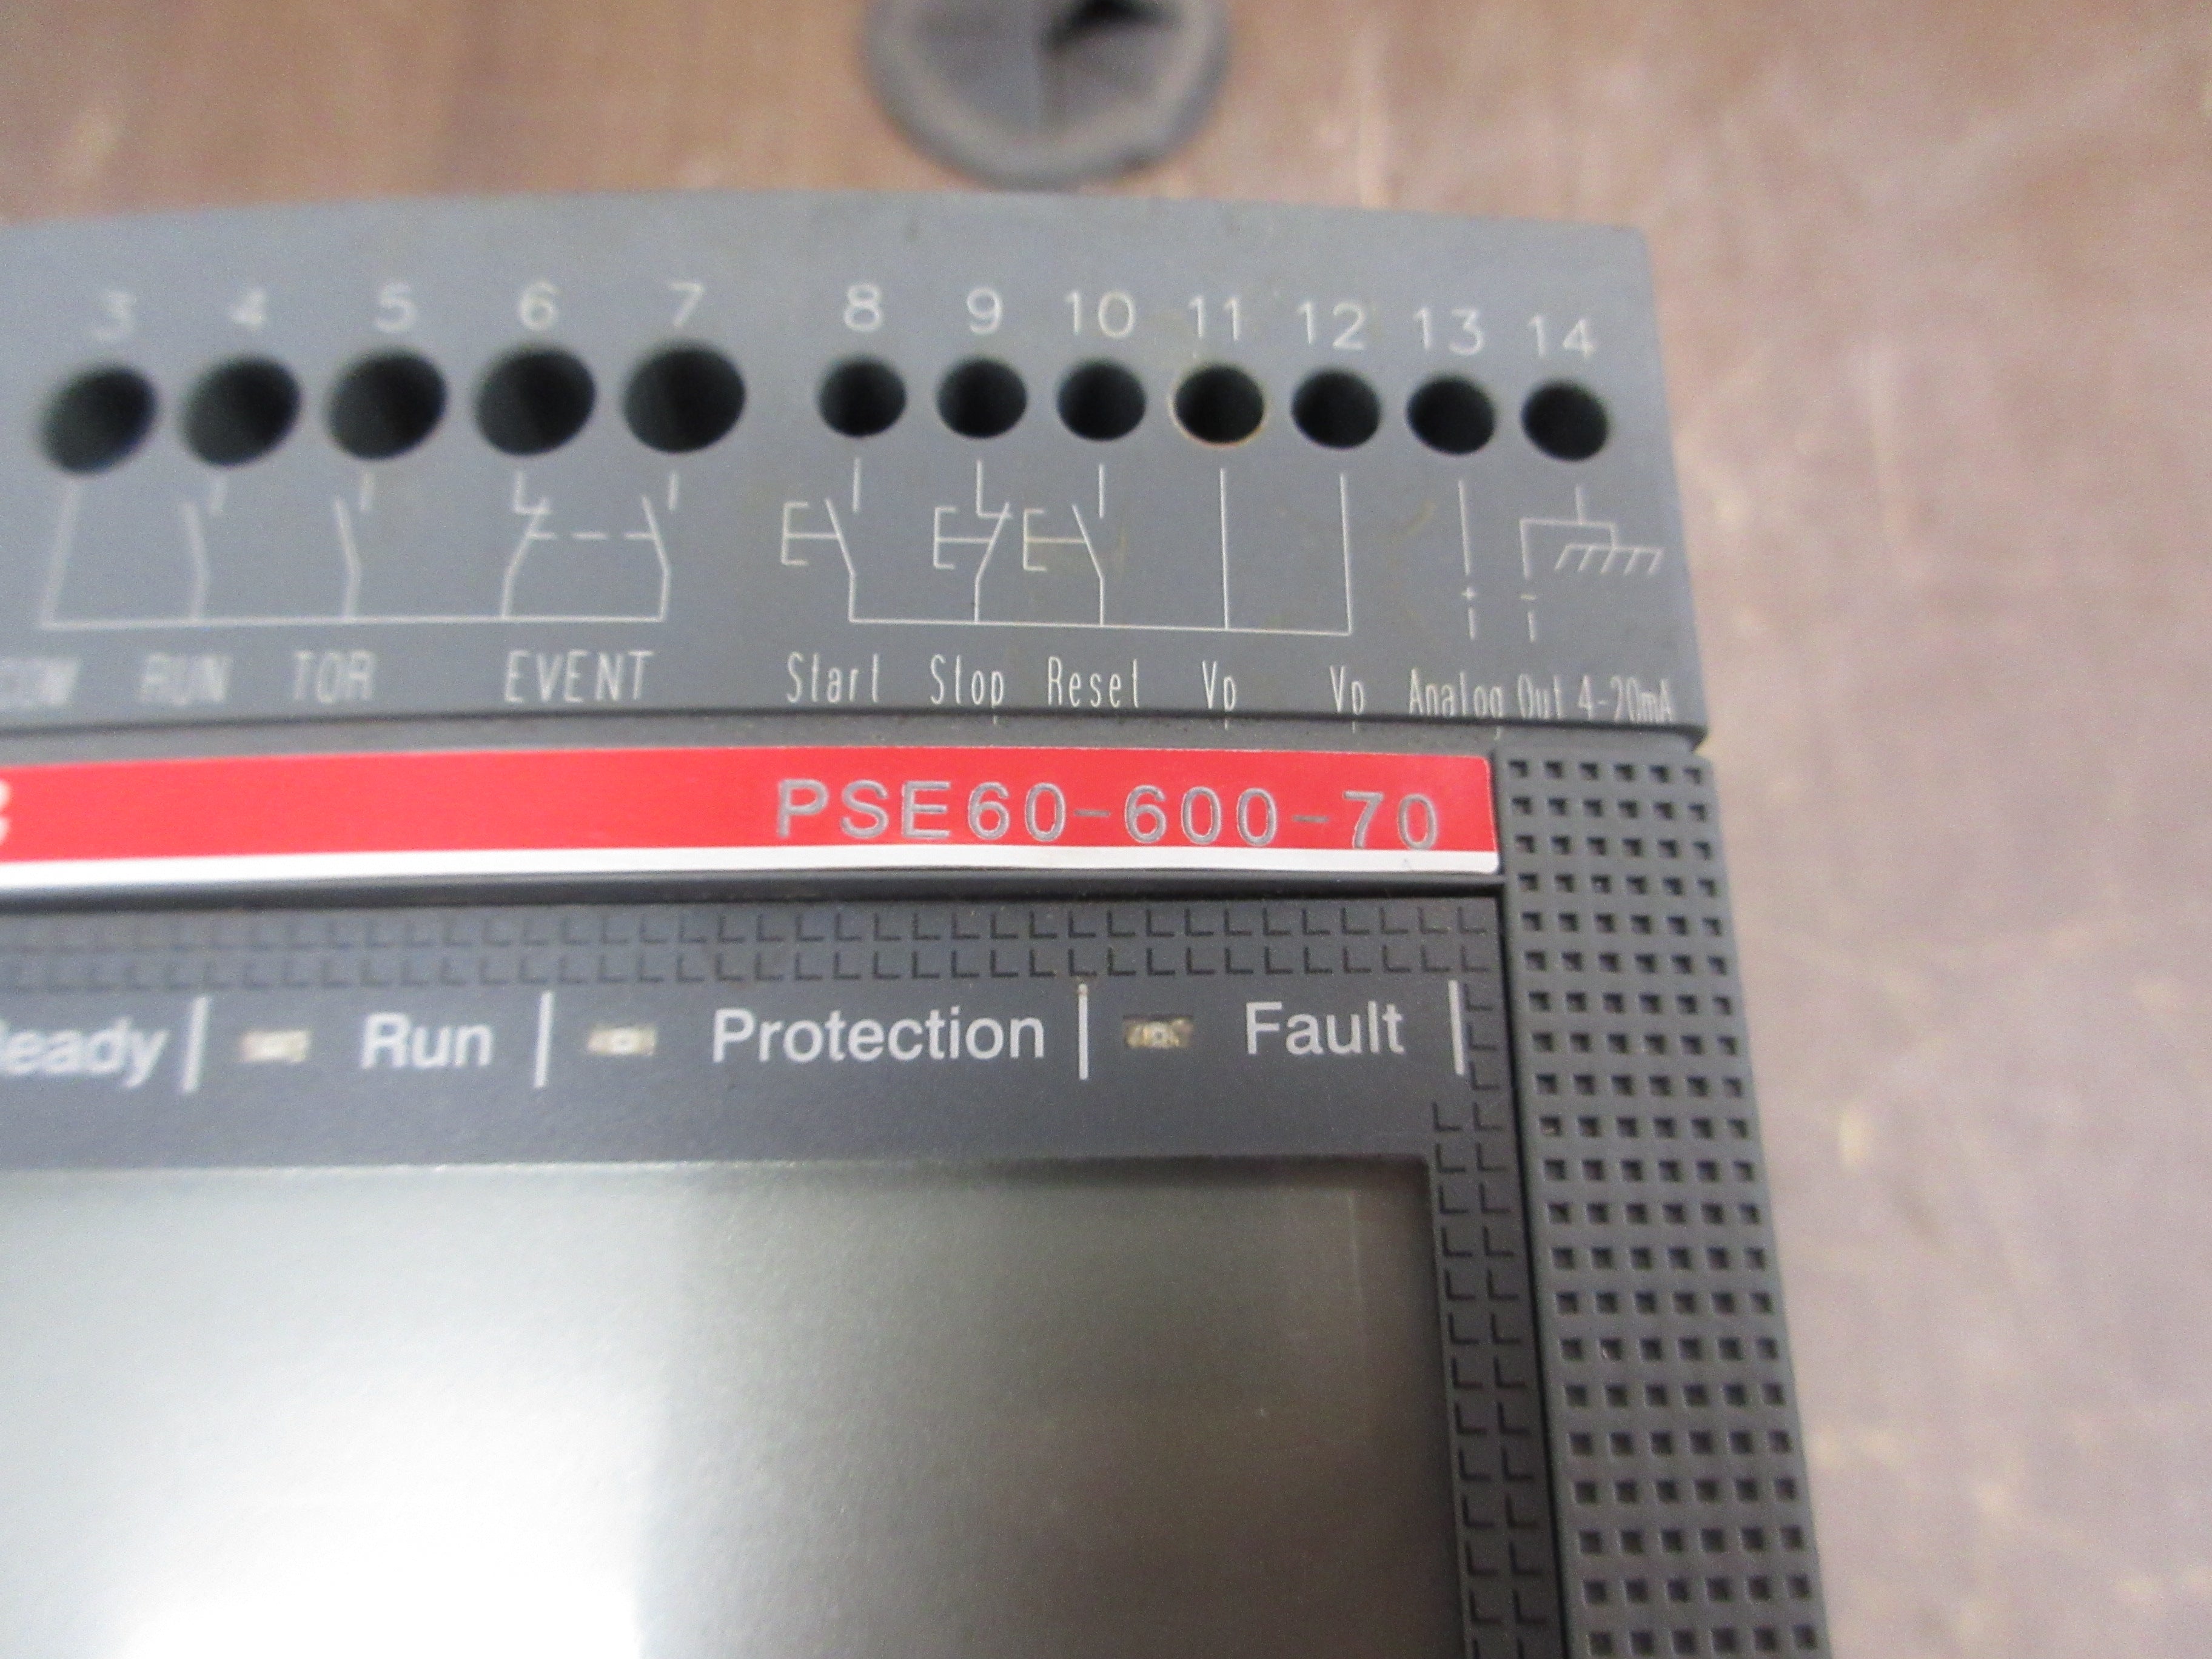 3 4 5 6 7 8 9 10 11 12 13 14
COM RUN TOR EVENT Start Stop Reset Vp Vp Analog Out 4-20mA
PSE60-600-70
Run Protection Fault